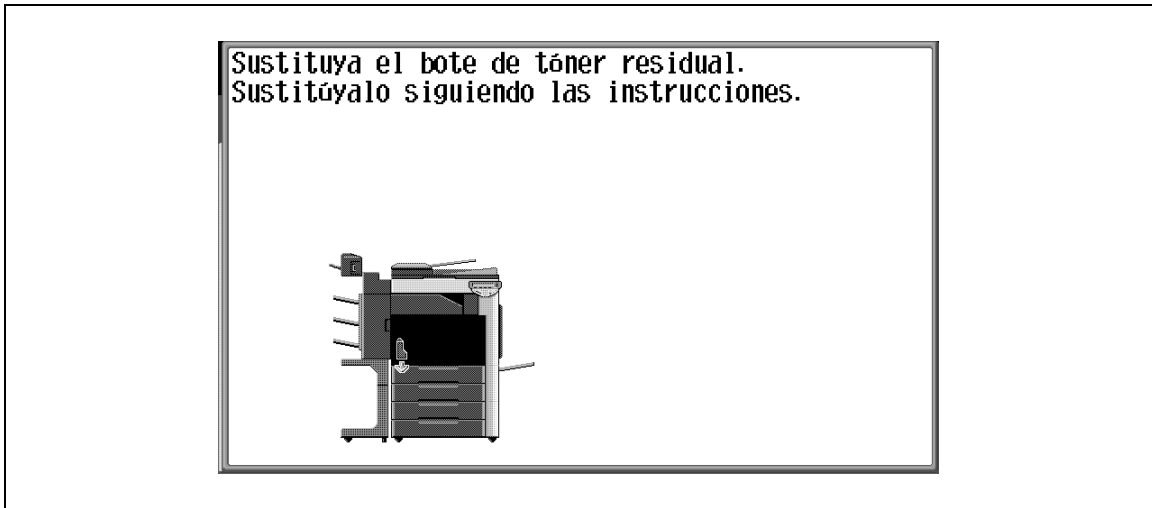 Sustituya el bote de tóner residual.
Sustitúyalo siguiendo las instrucciones.